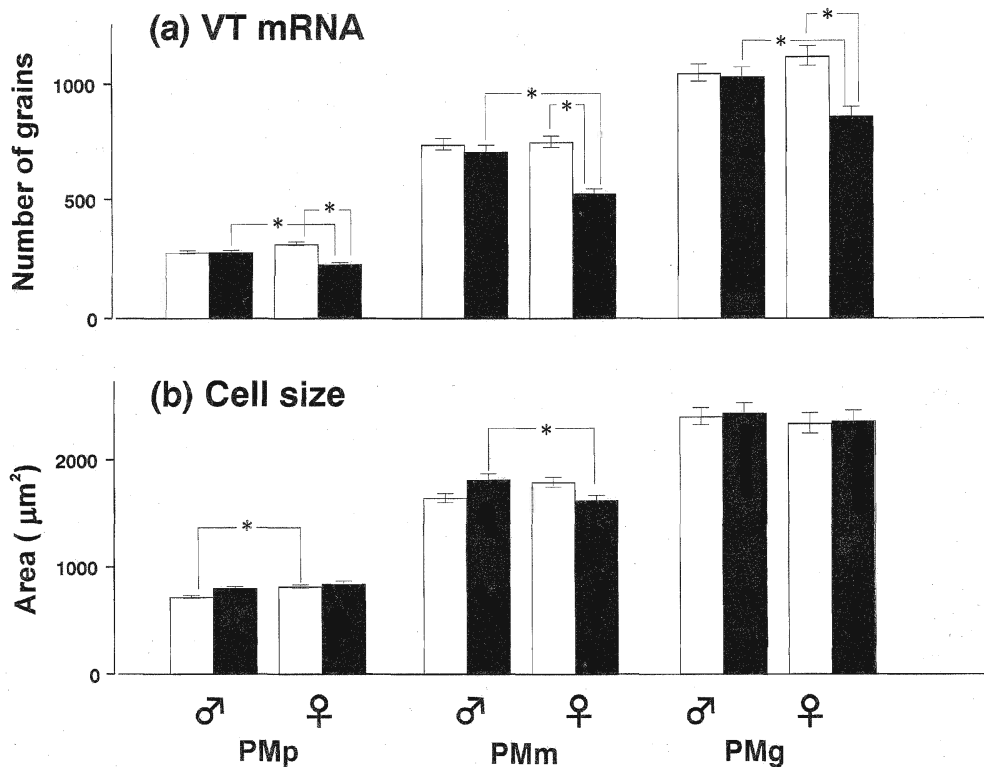 (a) VT mRNA
Number of grains
1000
500
0
* * * * * *
(b) Cell size
Area ( μm²)
2000
1000
0
* *
♂ ♀ ♂ ♀ ♂ ♀
PMp PMm PMg